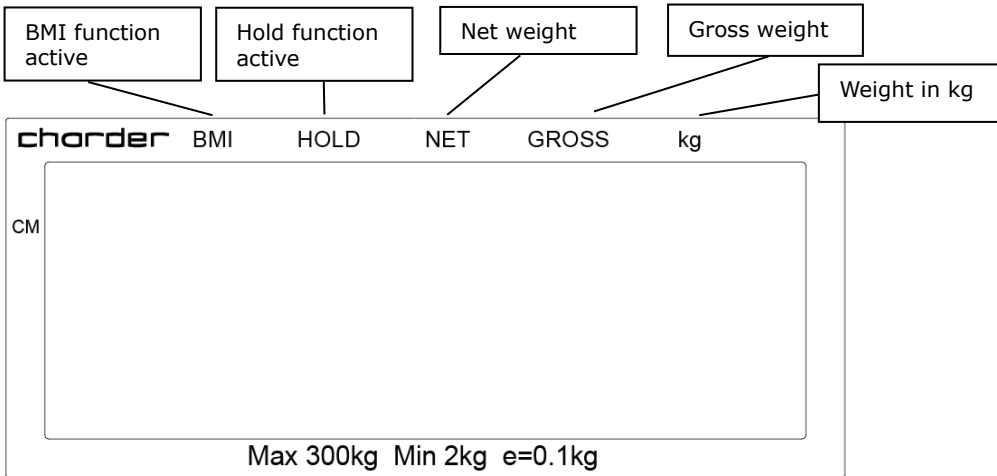 BMI function
active
Hold function
active
Net weight
Gross weight
Weight in kg
charder BMI HOLD NET GROSS kg
CM
Max 300kg Min 2kg e=0.1kg